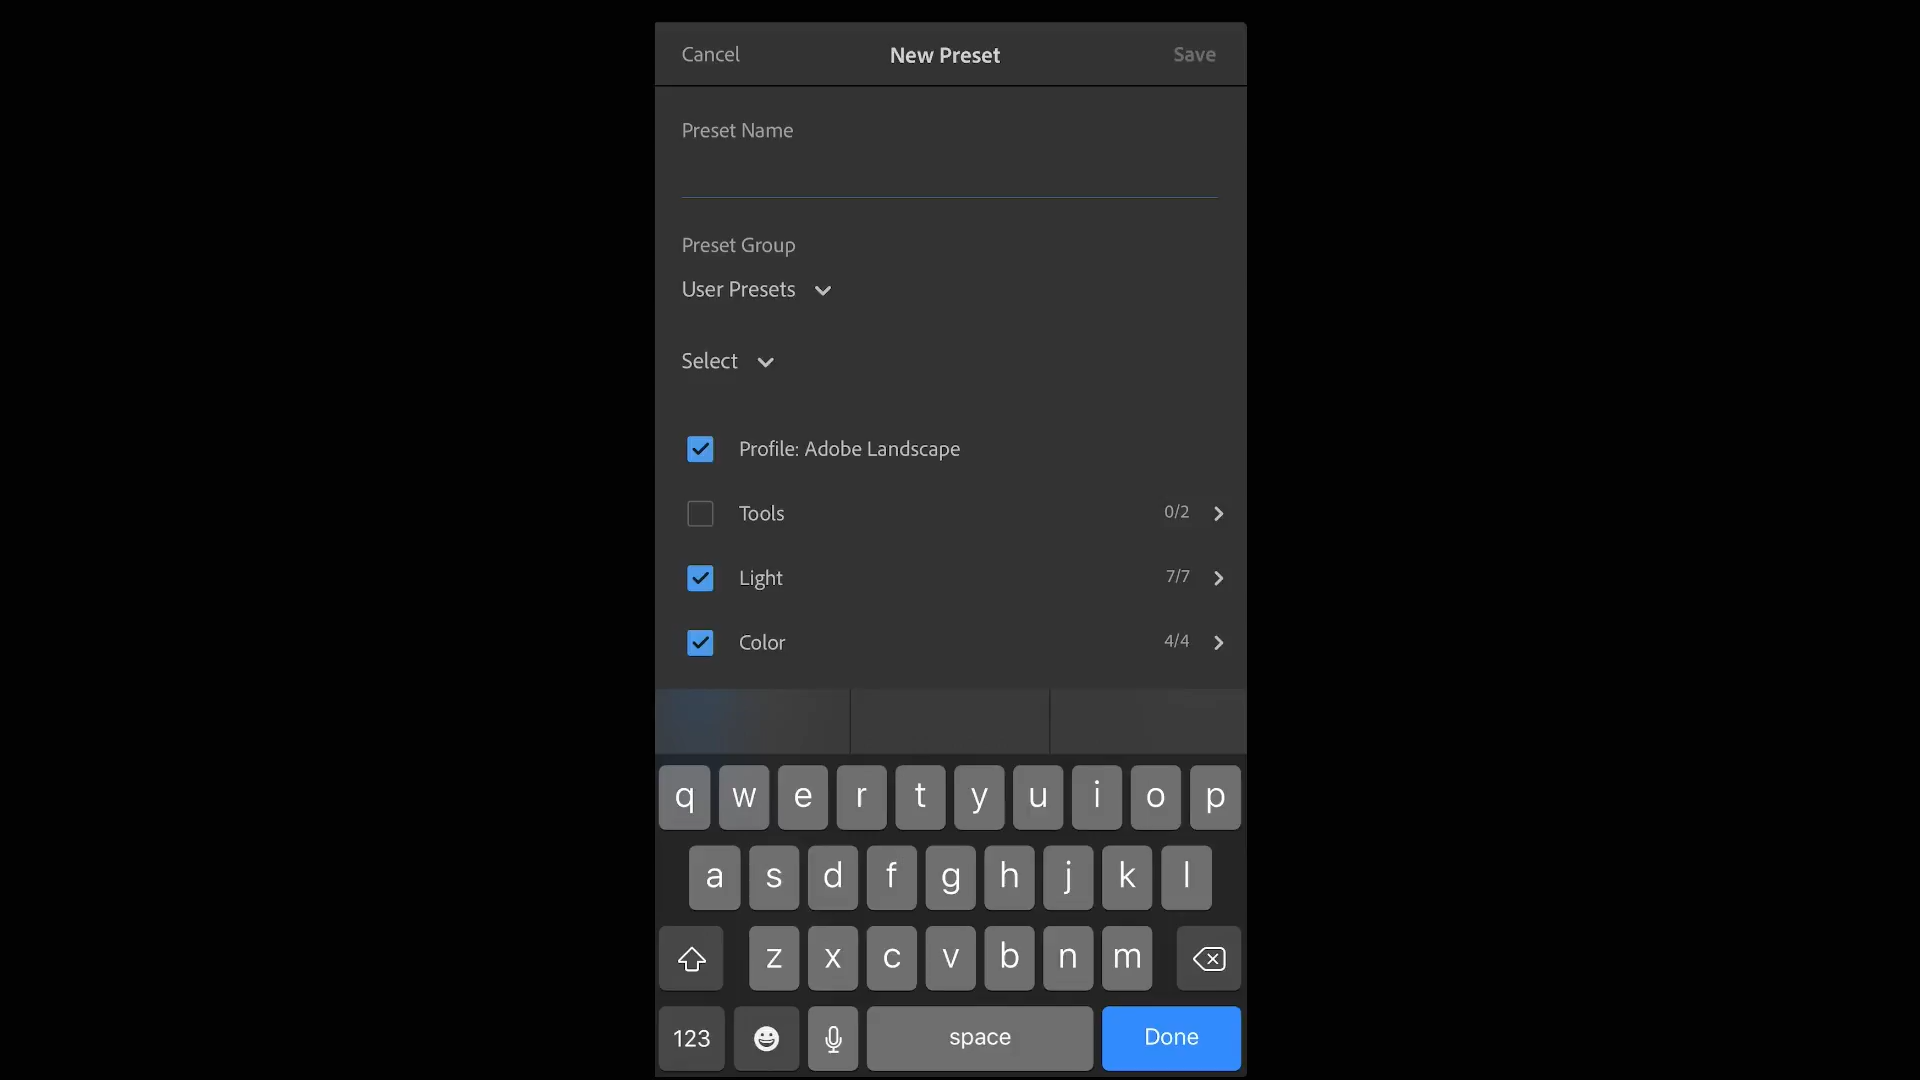 Cancel New Preset Save
Preset Name
Preset Group
User Presets
Select
Profile: Adobe Landscape
Tools 0/2
Light 7/7
Color 4/4
q w e r t y u i o p
a s d f g h j k l
z x c v b n m
123 space Done